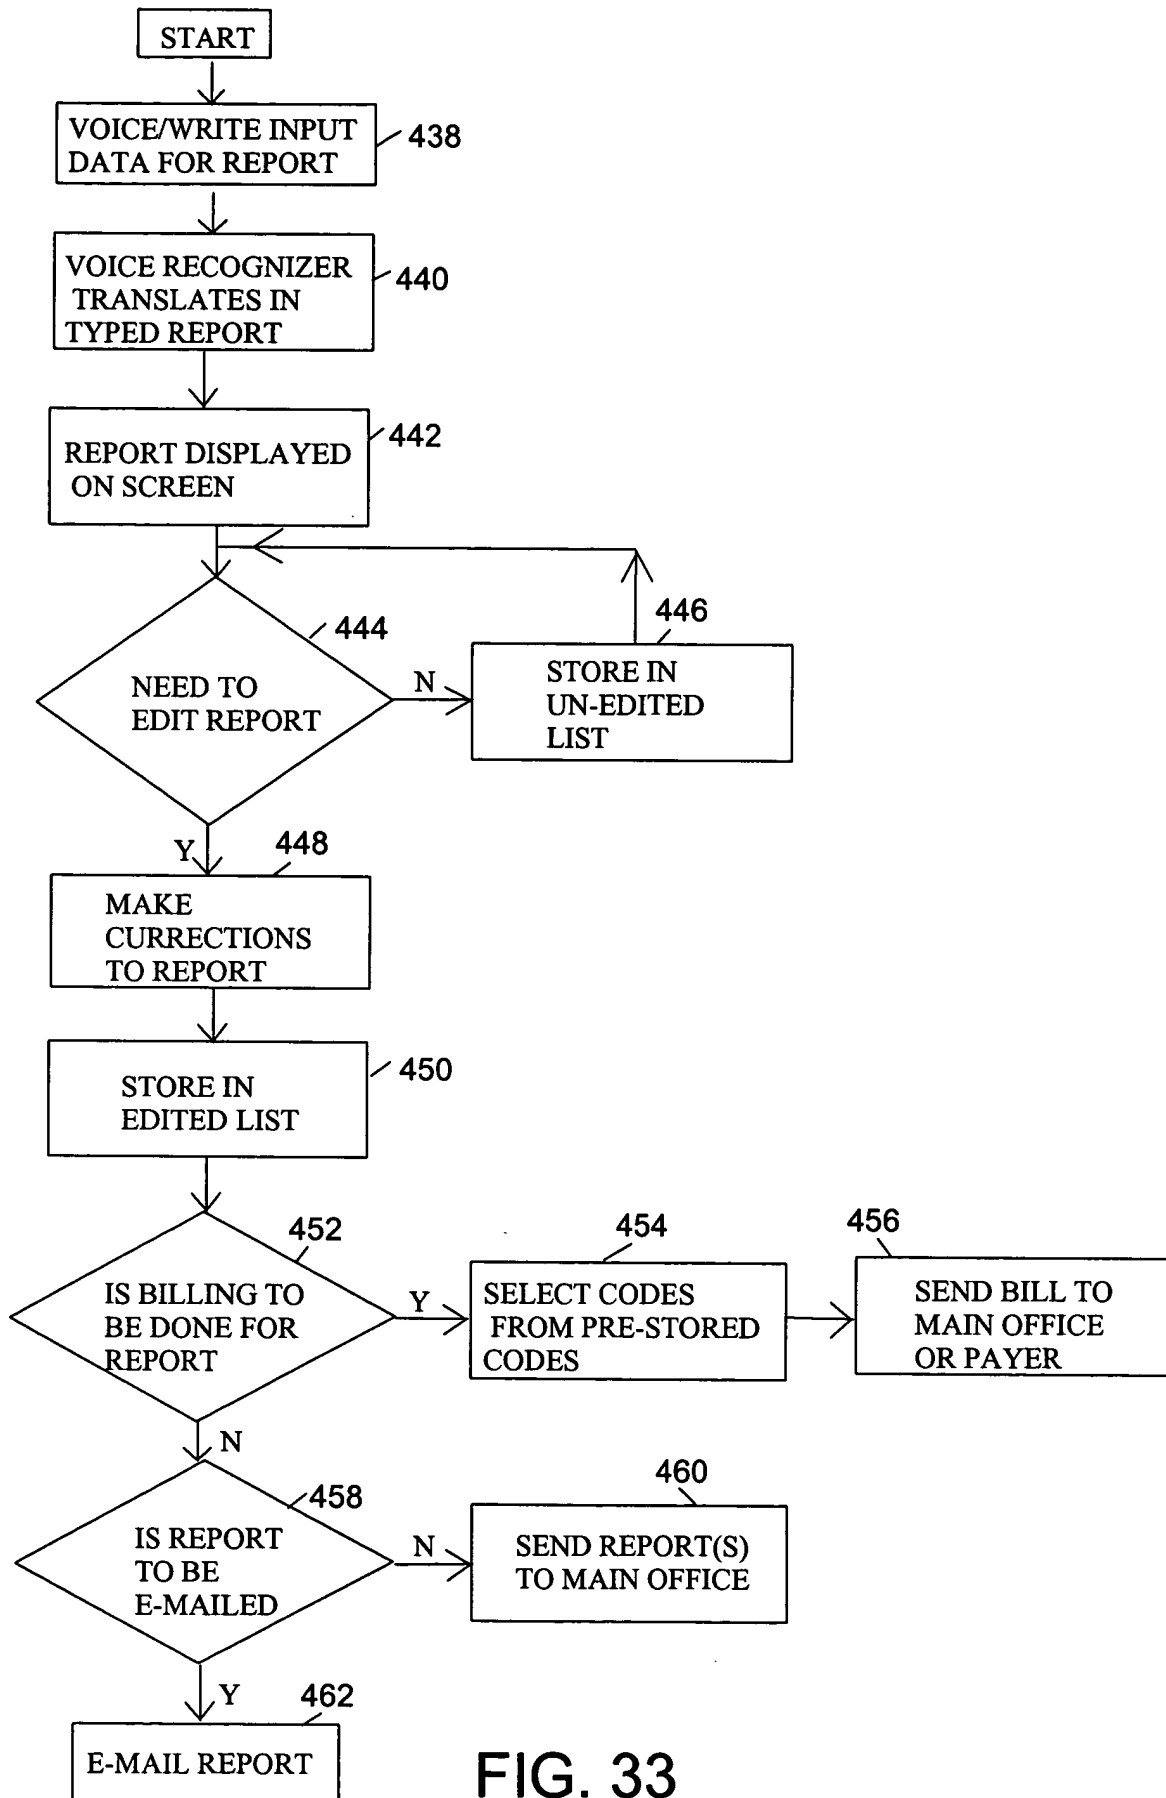 START
VOICE/WRITE INPUT
DATA FOR REPORT
438
VOICE RECOGNIZER
TRANSLATES IN
TYPED REPORT
440
REPORT DISPLAYED
ON SCREEN
442
NEED TO
EDIT REPORT
444
N
STORE IN
UN-EDITED
LIST
446
Y
448
MAKE
CURRECTIONS
TO REPORT
STORE IN
EDITED LIST
450
IS BILLING TO
BE DONE FOR
REPORT
452
Y
454
SELECT CODES
FROM PRE-STORED
CODES
456
SEND BILL TO
MAIN OFFICE
OR PAYER
N
IS REPORT
TO BE
E-MAILED
458
N
460
SEND REPORT(S)
TO MAIN OFFICE
Y
462
E-MAIL REPORT
FIG. 33